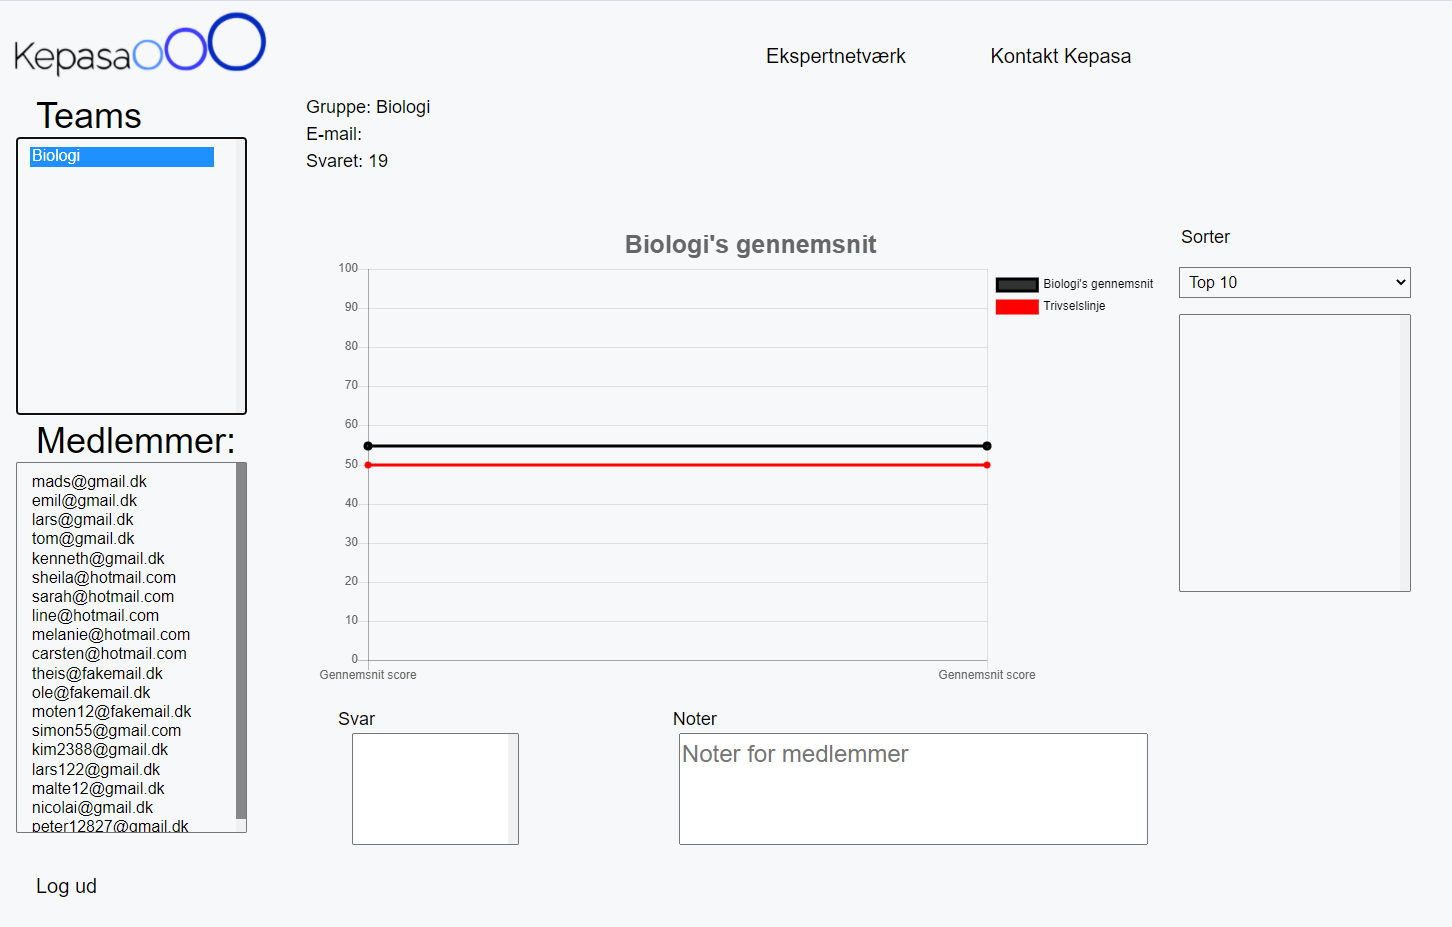 Kepasa
Ekspertnetværk
Kontakt Kepasa
Teams
Biologi
Gruppe: Biologi
E-mail:
Svaret: 19
Medlemmer:
mads@gmail.dk
emil@gmail.dk
lars@gmail.dk
tom@gmail.dk
kenneth@gmail.dk
sheila@hotmail.com
sarah@hotmail.com
line@hotmail.com
melanie@hotmail.com
carsten@hotmail.com
theis@fakemail.dk
ole@fakemail.dk
moten12@fakemail.dk
simon55@gmail.com
kim2388@gmail.dk
lars122@gmail.dk
malte12@gmail.dk
nicolai@gmail.dk
peter12827@gmail.dk
Log ud
Biologi's gennemsnit
100
90
80
70
60
50
40
30
20
10
0
Gennemsnit score
Gennemsnit score
Biologi's gennemsnit
Trivselslinje
Sorter
Top 10
Svar
Noter
Noter for medlemmer